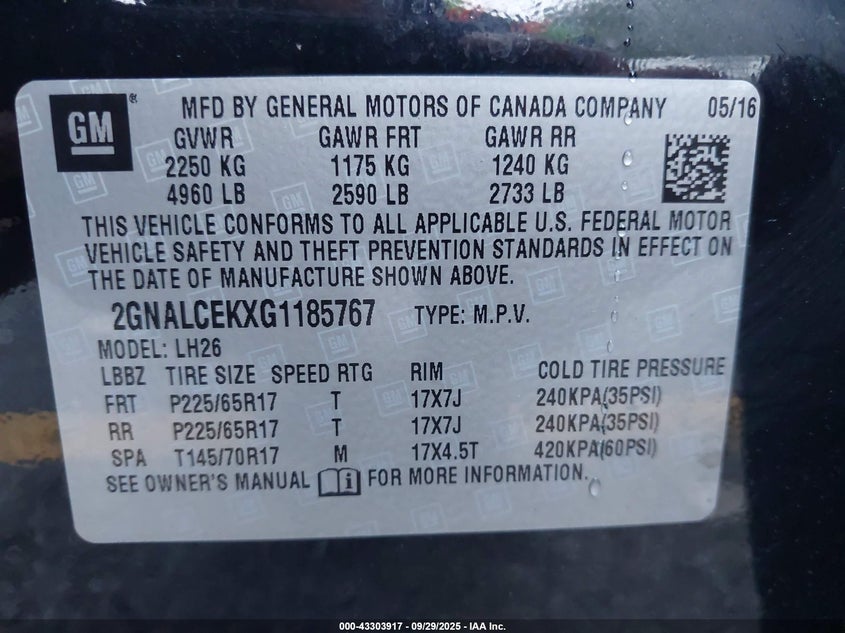 GM ® MFD BY GENERAL MOTORS OF CANADA COMPANY 05/16
GVWR GAWR FRT GAWR RR
2250 KG 1175 KG 1240 KG
4960 LB 2590 LB 2733 LB
THIS VEHICLE CONFORMS TO ALL APPLICABLE U.S. FEDERAL MOTOR
VEHICLE SAFETY AND THEFT PREVENTION STANDARDS IN EFFECT ON
THE DATE OF MANUFACTURE SHOWN ABOVE.
2GNALCEKXG1185767 TYPE: M.P.V.
MODEL: LH26
LBBZ TIRE SIZE SPEED RTG RIM COLD TIRE PRESSURE
FRT P225/65R17 T 17X7J 240KPA(35PSI)
RR P225/65R17 T 17X7J 240KPA(35PSI)
SPA T145/70R17 M 17X4.5T 420KPA(60PSI)
SEE OWNER'S MANUAL i FOR MORE INFORMATION.
000-43303917 - 09/29/2025 - IAA Inc.